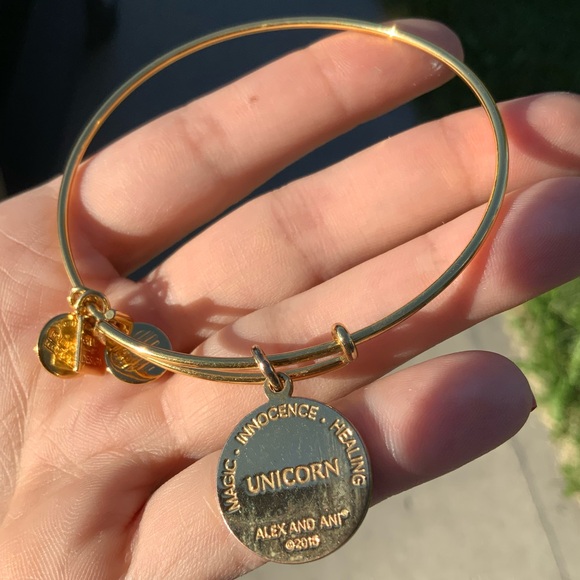 MAGIC · INNOCENCE · HEALING
UNICORN
ALEX AND ANI®
©2015